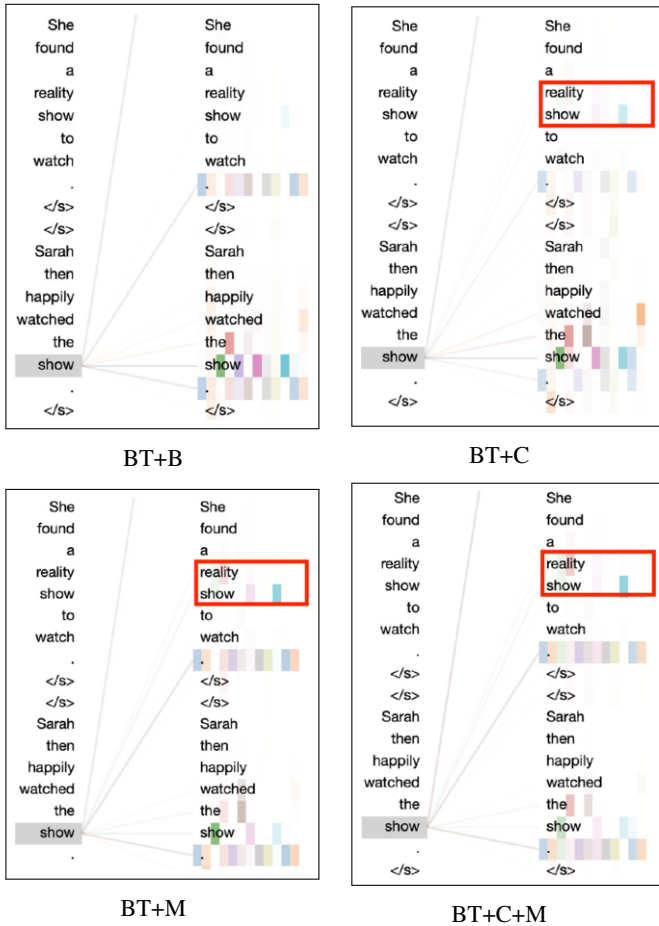 She She
found found
a a
reality reality
show show
to to
watch watch
. .
</s> </s>
</s> </s>
Sarah Sarah
then then
happily happily
watched watched
the the
show show
. .
</s> </s>
BT+B
She She
found found
a a
reality reality
show show
to to
watch watch
. .
</s> </s>
</s> </s>
Sarah Sarah
then then
happily happily
watched watched
the the
show show
. .
</s> </s>
BT+C
She She
found found
a a
reality reality
show show
to to
watch watch
. .
</s> </s>
</s> </s>
Sarah Sarah
then then
happily happily
watched watched
the the
show show
. .
BT+M
She She
found found
a a
reality reality
show show
to to
watch watch
. .
</s> </s>
</s> </s>
Sarah Sarah
then then
happily happily
watched watched
the the
show show
. .
</s> </s>
BT+C+M